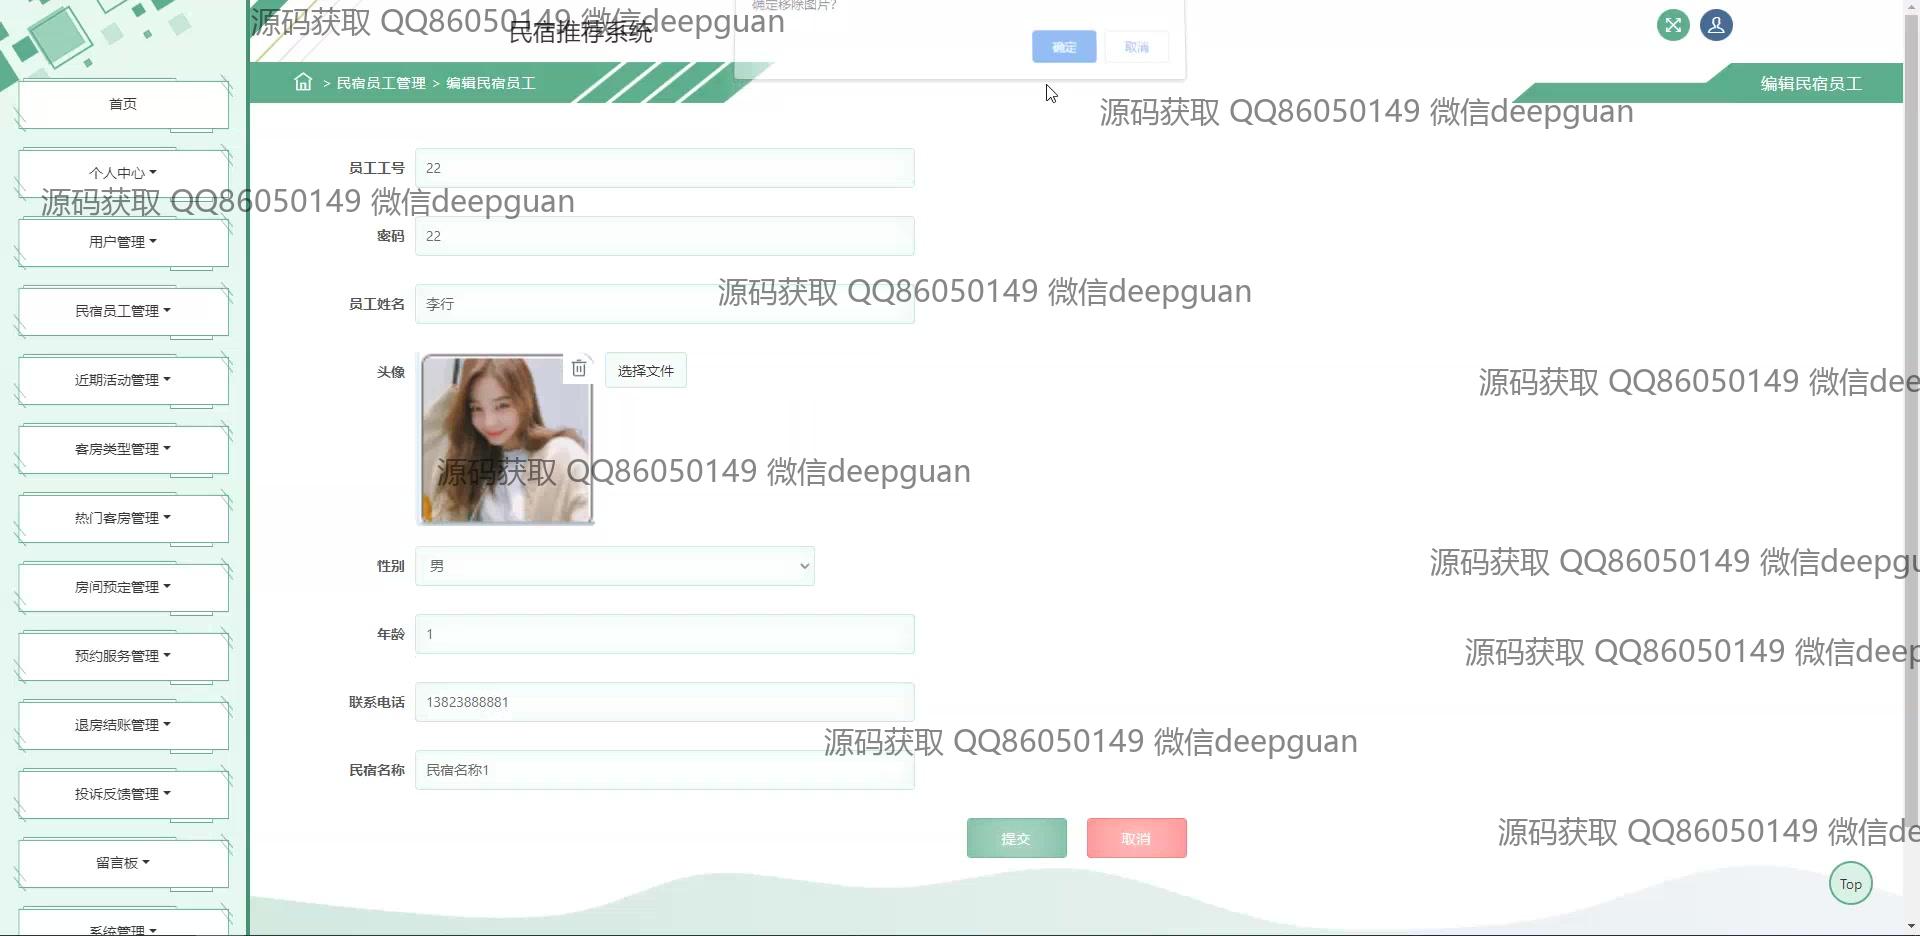 源码获取 QQ86050149 微信deepguan
民宿推荐系统
确定移除图片?
确定
取消
> 民宿员工管理 > 编辑民宿员工
编辑民宿员工
源码获取 QQ86050149 微信deepguan
首页
个人中心
源码获取 QQ86050149 微信deepguan
用户管理
民宿员工管理
近期活动管理
客房类型管理
热门客房管理
房间预定管理
预约服务管理
退房结账管理
投诉反馈管理
留言板
系统管理
员工工号
22
密码
22
源码获取 QQ86050149 微信deepguan
员工姓名
李行
头像
选择文件
源码获取 QQ86050149 微信dee
源码获取 QQ86050149 微信deepguan
性别
男
源码获取 QQ86050149 微信deepgu
年龄
1
源码获取 QQ86050149 微信deep
联系电话
13823888881
源码获取 QQ86050149 微信deepguan
民宿名称
民宿名称1
提交
取消
源码获取 QQ86050149 微信dee
Top